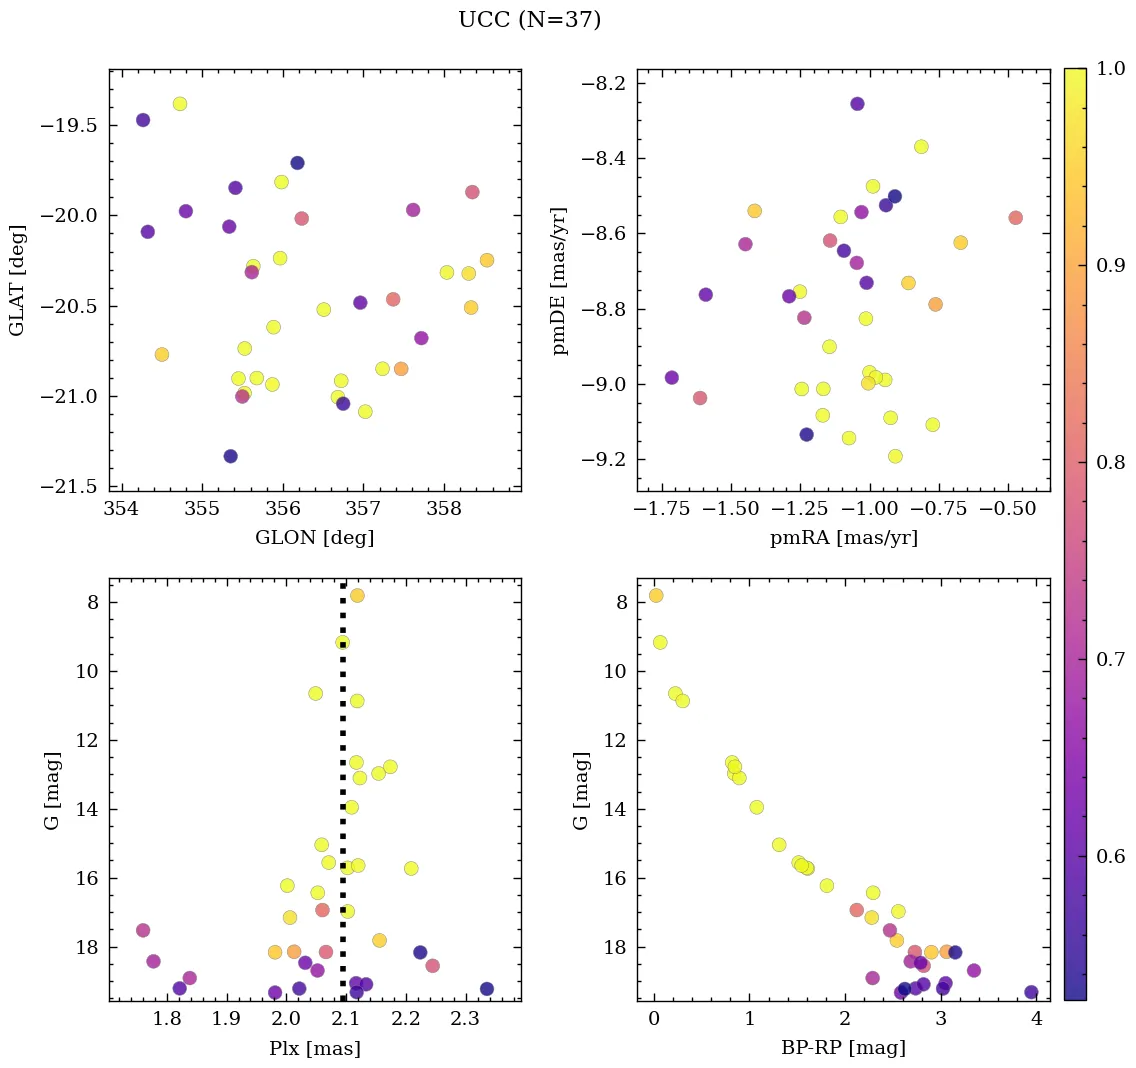 UCC (N=37)
−19.5
−20.0
−20.5
−21.0
−21.5
GLAT [deg]
354 355 356 357 358
GLON [deg]
−8.2
−8.4
−8.6
−8.8
−9.0
−9.2
pmDE [mas/yr]
−1.75 −1.50 −1.25 −1.00 −0.75 −0.50
pmRA [mas/yr]
1.0
0.9
0.8
0.7
0.6
8
10
12
14
16
18
G [mag]
1.8 1.9 2.0 2.1 2.2 2.3
Plx [mas]
8
10
12
14
16
18
G [mag]
0 1 2 3 4
BP-RP [mag]